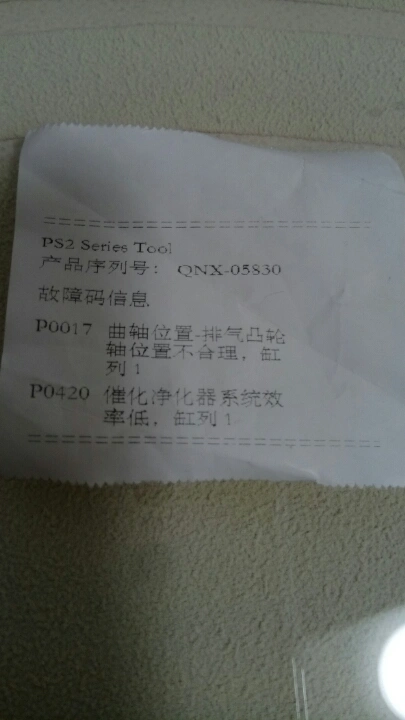 ==============================
PS2 Series Tool
产品序列号： QNX-05830
故障码信息
P0017 曲轴位置-排气凸轮
轴位置不合理，缸
列 1
P0420 催化净化器系统效
率低，缸列 1
==============================